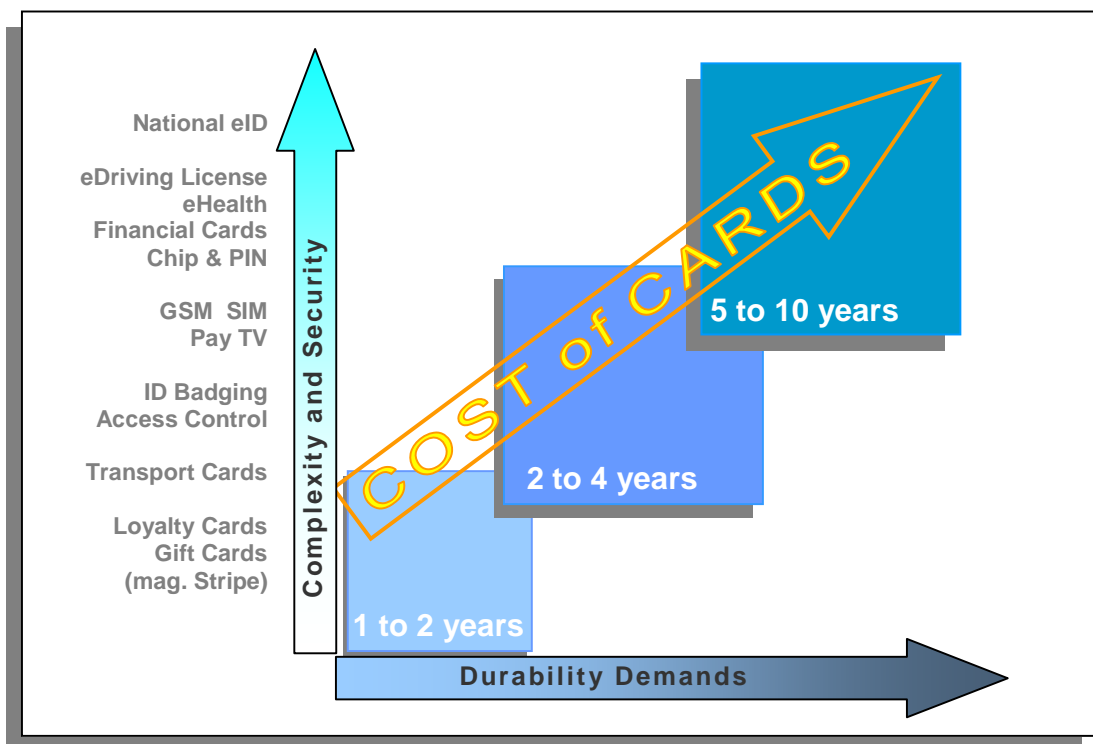 National eID
eDriving License
eHealth
Financial Cards
Chip & PIN
GSM SIM
Pay TV
ID Badging
Access Control
Transport Cards
Loyalty Cards
Gift Cards
(mag. Stripe)
Complexity and Security
COST of CARDS
5 to 10 years
2 to 4 years
1 to 2 years
Durability Demands